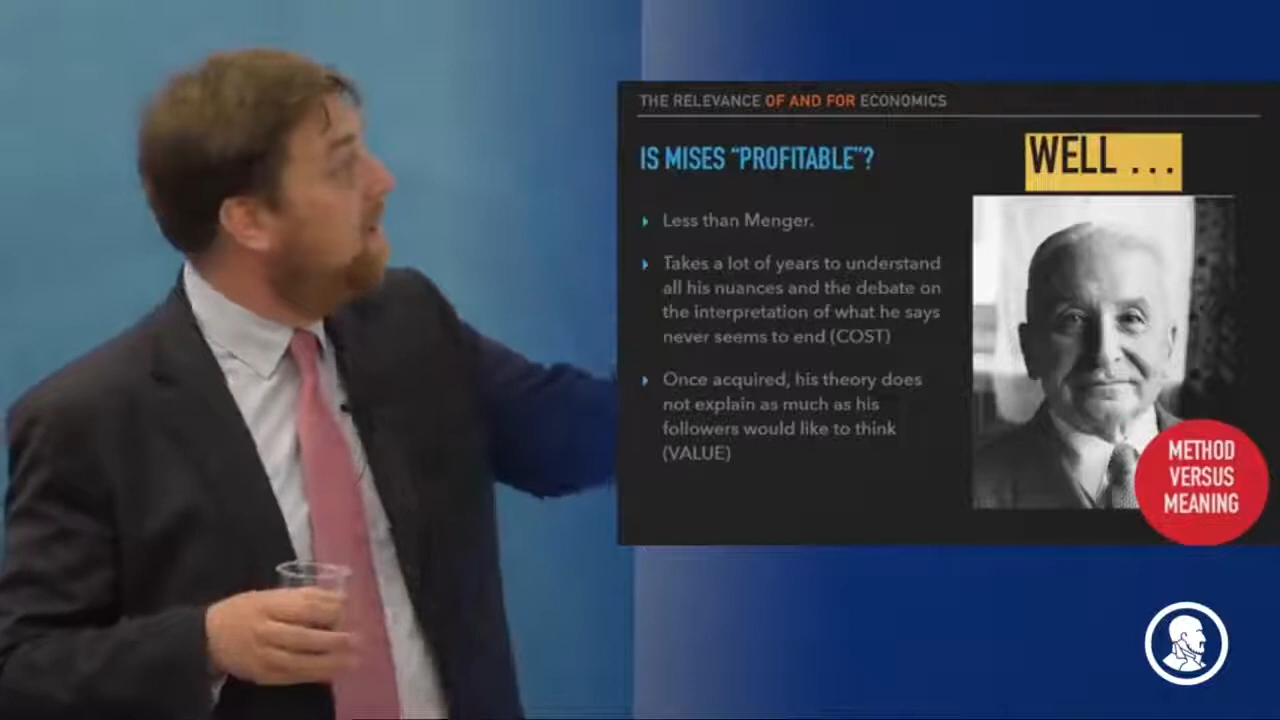 THE RELEVANCE OF AND FOR ECONOMICS
IS MISES “PROFITABLE”?
WELL ...
Less than Menger.
Takes a lot of years to understand
all his nuances and the debate on
the interpretation of what he says
never seems to end (COST)
Once acquired, his theory does
not explain as much as his
followers would like to think
(VALUE)
METHOD
VERSUS
MEANING